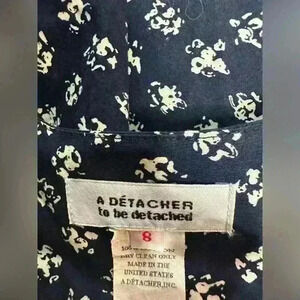 A DÉTACHER
to be detached
8
DRY CLEAN ONLY
MADE IN THE
UNITED STATES
A DÉTACHER, INC.